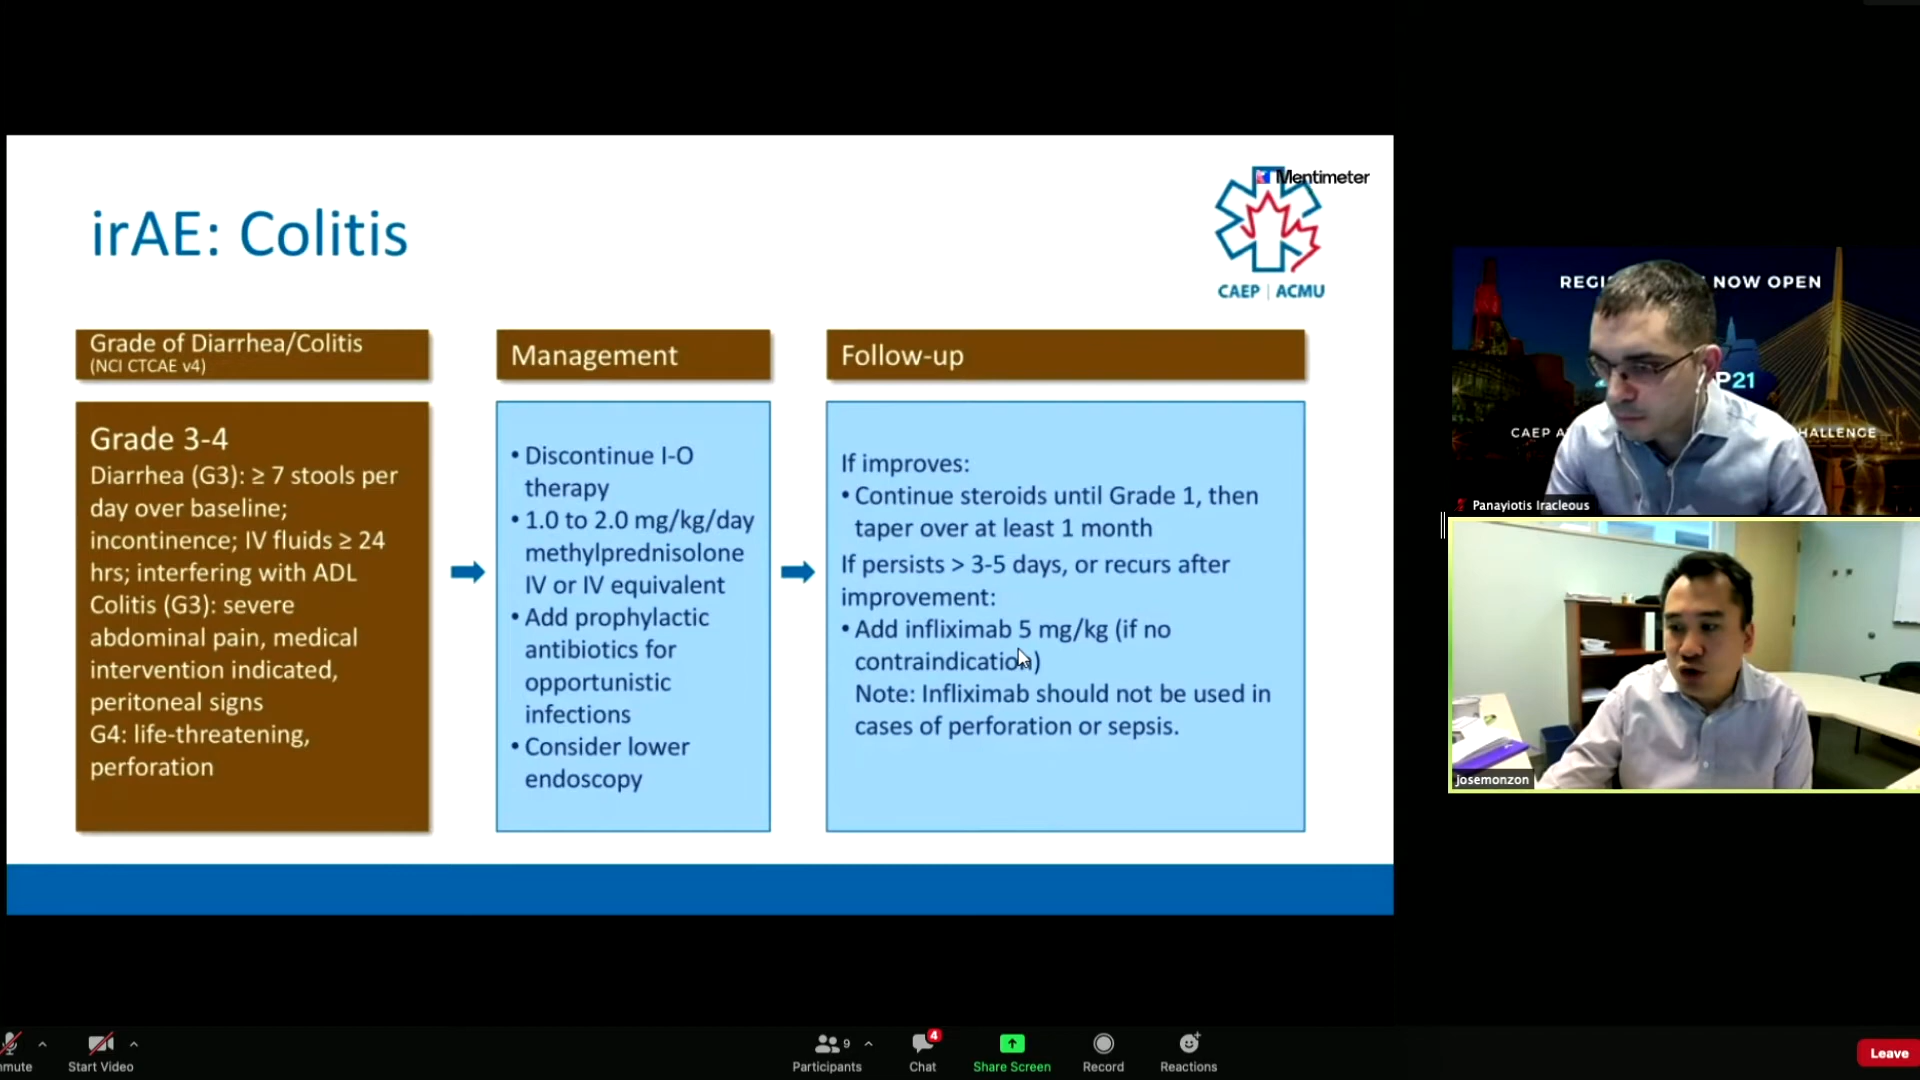 Mentimeter
irAE: Colitis
CAEP | ACMU
Grade of Diarrhea/Colitis
(NCI CTCAE v4)
Management
Follow-up
Grade 3-4
Diarrhea (G3): ≥ 7 stools per
day over baseline;
incontinence; IV fluids ≥ 24
hrs; interfering with ADL
Colitis (G3): severe
abdominal pain, medical
intervention indicated,
peritoneal signs
G4: life-threatening,
perforation
• Discontinue I-O
therapy
• 1.0 to 2.0 mg/kg/day
methylprednisolone
IV or IV equivalent
• Add prophylactic
antibiotics for
opportunistic
infections
• Consider lower
endoscopy
If improves:
• Continue steroids until Grade 1, then
taper over at least 1 month
If persists > 3-5 days, or recurs after
improvement:
• Add infliximab 5 mg/kg (if no
contraindication)
Note: Infliximab should not be used in
cases of perforation or sepsis.
REGI NOW OPEN
P21
CAEP A HALLENGE
Panayiotis Iracleous
josemonzon
nmute
Start Video
9
Participants
4
Chat
Share Screen
Record
Reactions
Leave